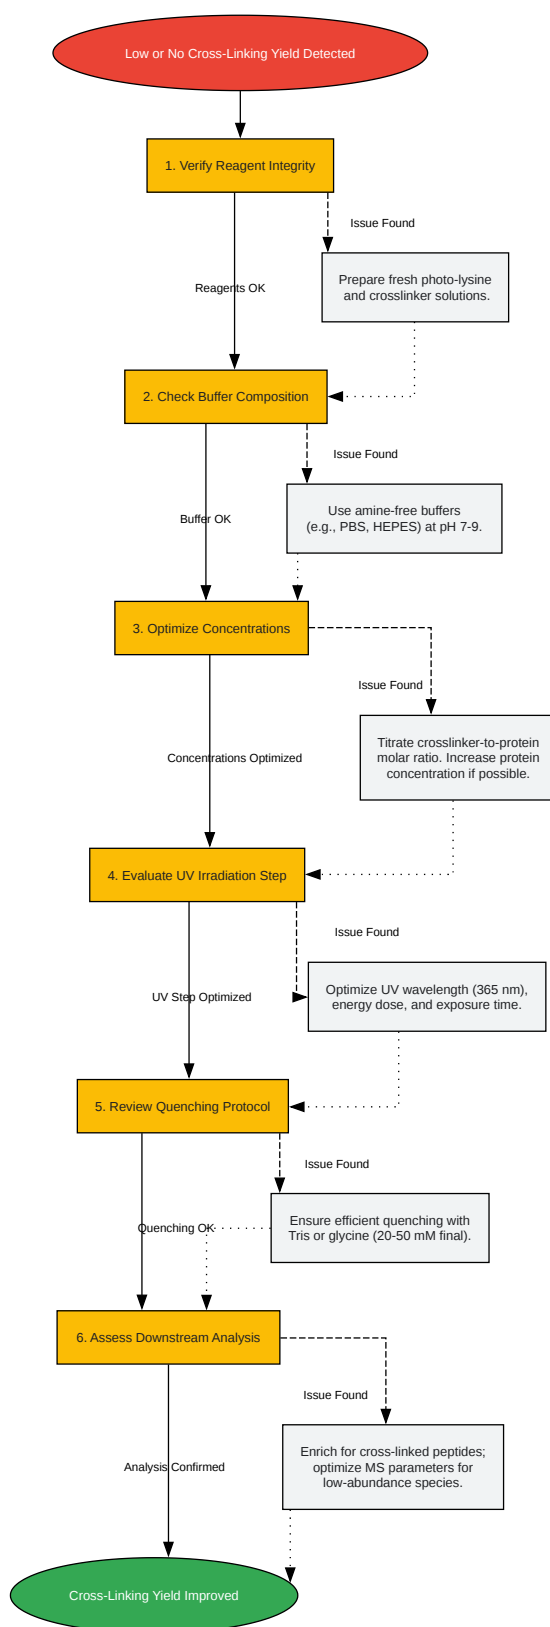 Low or No Cross-Linking Yield Detected
1. Verify Reagent Integrity
Issue Found
Prepare fresh photo-lysine
and crosslinker solutions.
Reagents OK
2. Check Buffer Composition
Issue Found
Use amine-free buffers
(e.g., PBS, HEPES) at pH 7-9.
Buffer OK
3. Optimize Concentrations
Issue Found
Titrate crosslinker-to-protein
molar ratio. Increase protein
concentration if possible.
Concentrations Optimized
4. Evaluate UV Irradiation Step
Issue Found
Optimize UV wavelength (365 nm),
energy dose, and exposure time.
UV Step Optimized
5. Review Quenching Protocol
Issue Found
Ensure efficient quenching with
Tris or glycine (20-50 mM final).
Quenching OK
6. Assess Downstream Analysis
Issue Found
Enrich for cross-linked peptides;
optimize MS parameters for
low-abundance species.
Analysis Confirmed
Cross-Linking Yield Improved